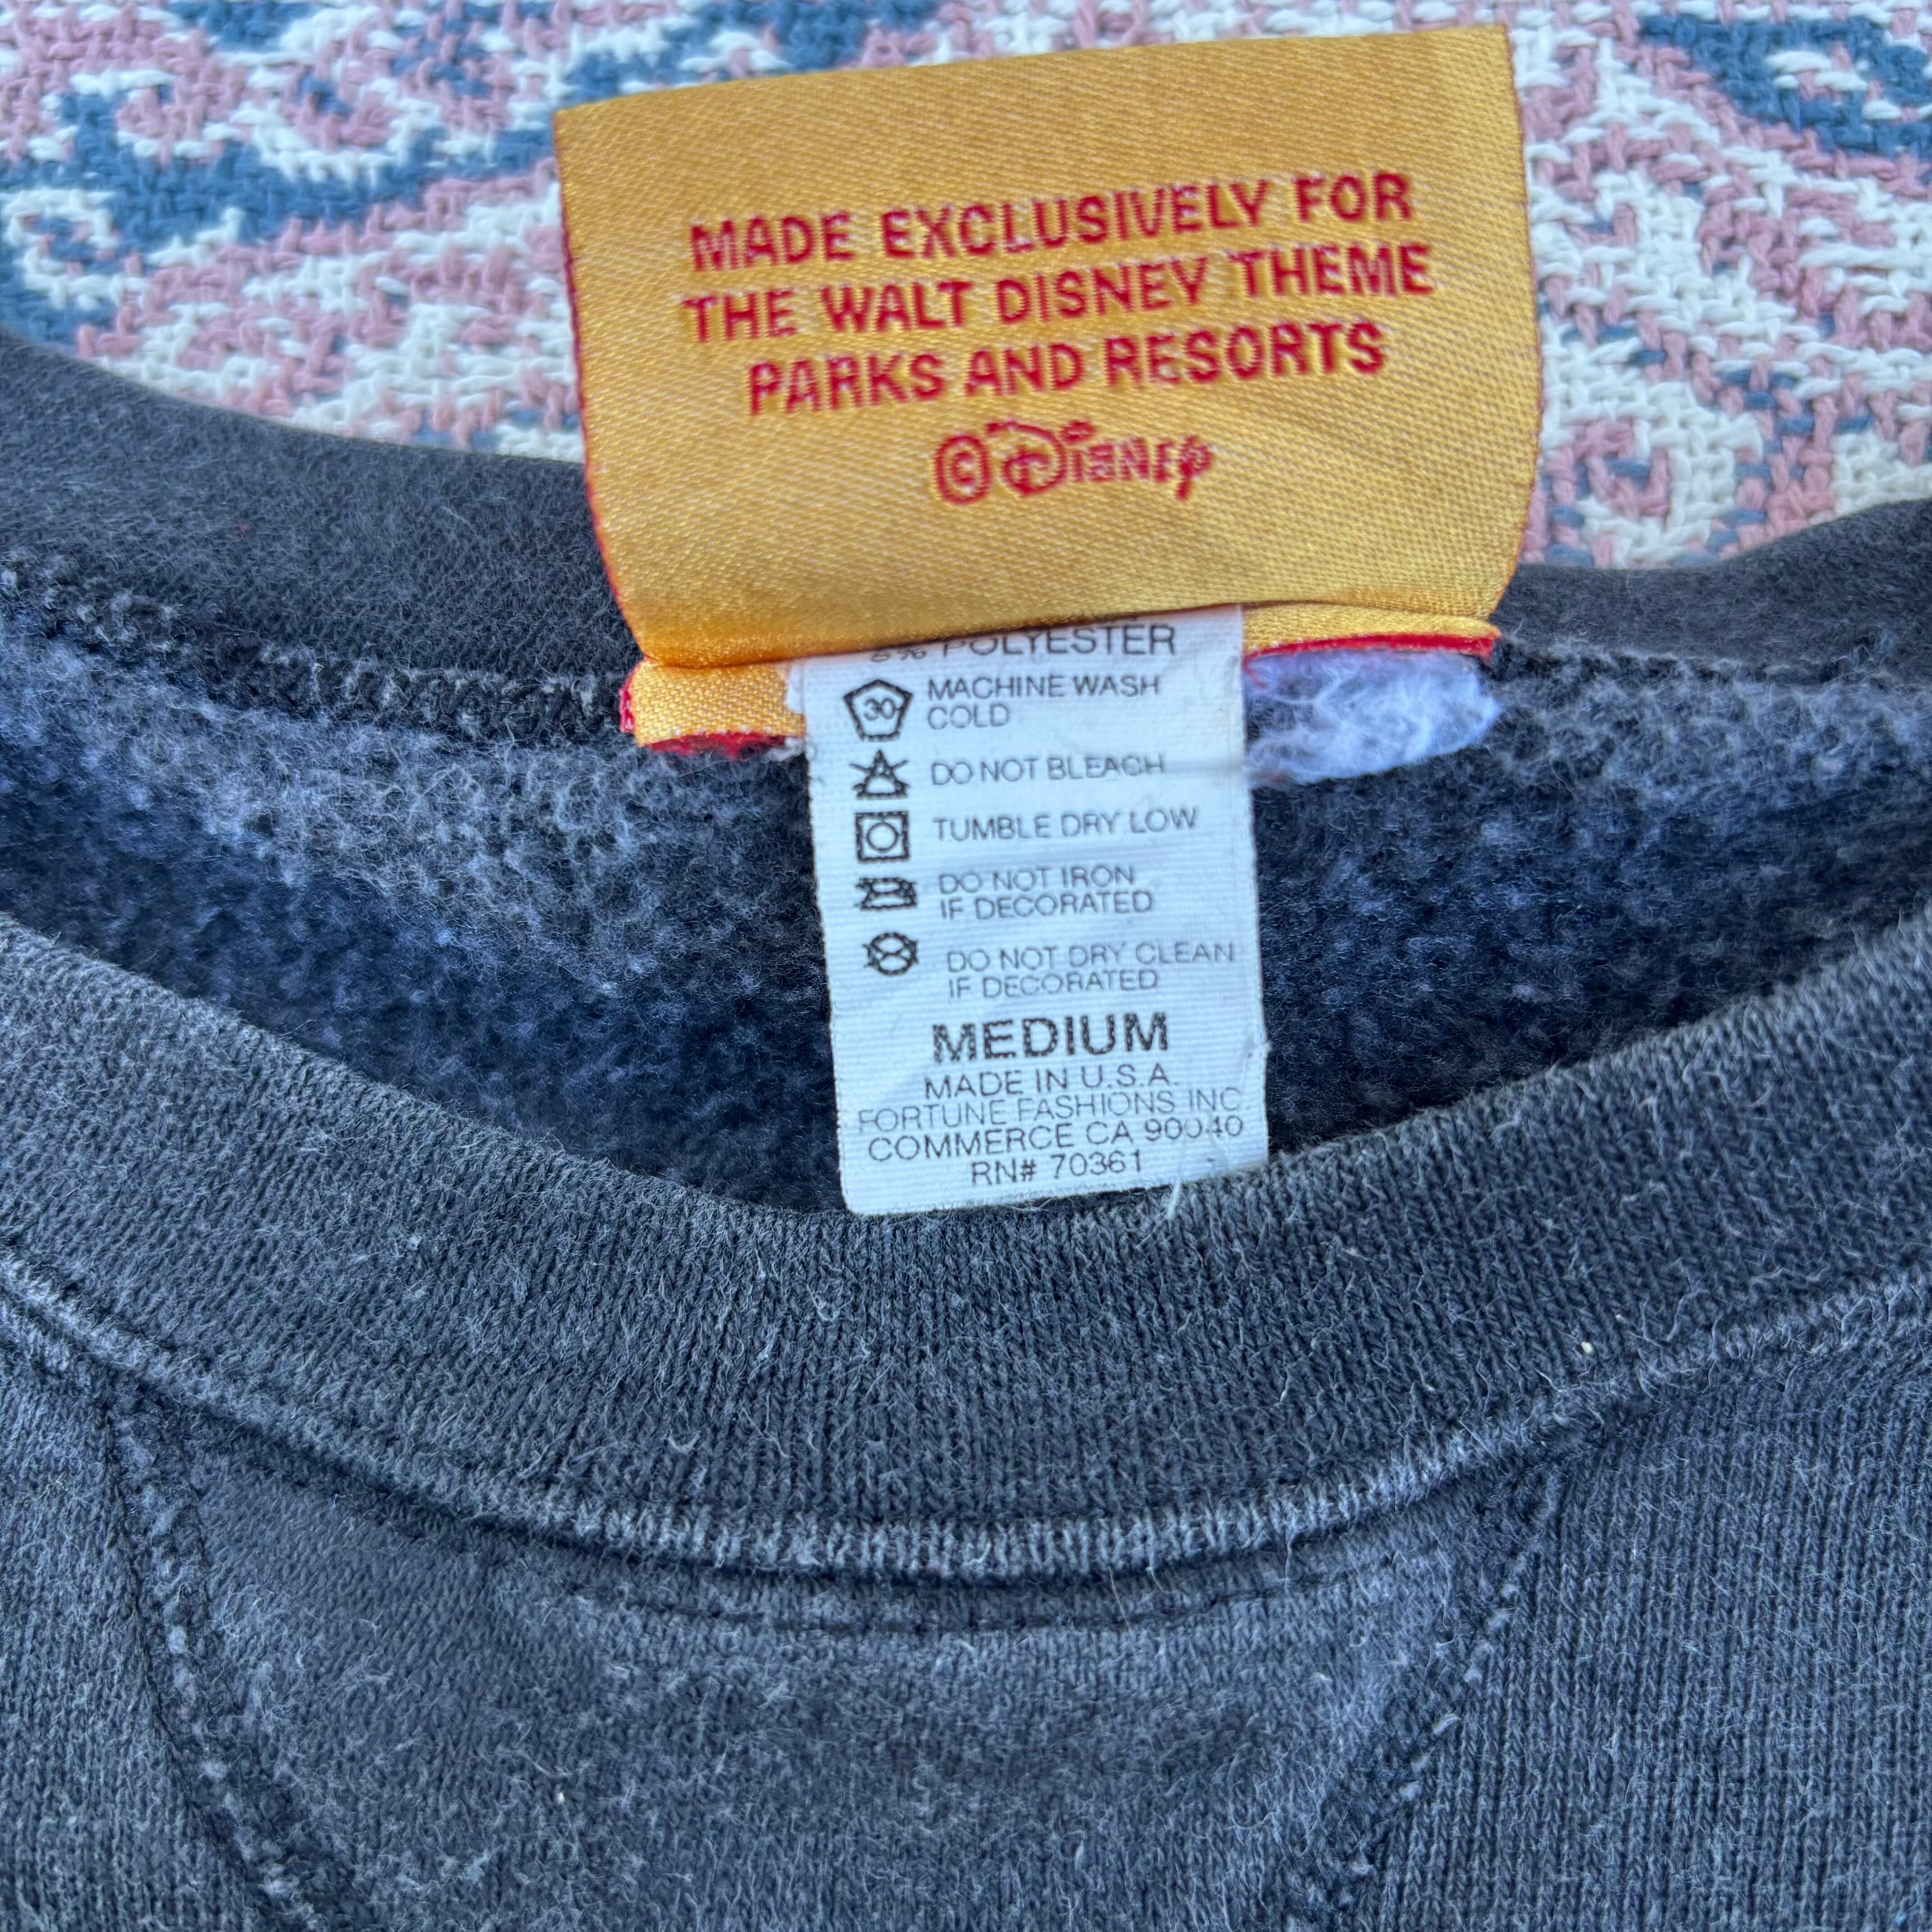 MADE EXCLUSIVELY FOR
THE WALT DISNEY THEME
PARKS AND RESORTS
© DISNEY
% POLYESTER
30
MACHINE WASH
COLD
DO NOT BLEACH
TUMBLE DRY LOW
DO NOT IRON
IF DECORATED
DO NOT DRY CLEAN
IF DECORATED
MEDIUM
MADE IN U.S.A.
FORTUNE FASHIONS INC.
COMMERCE CA 90040
RN# 70361